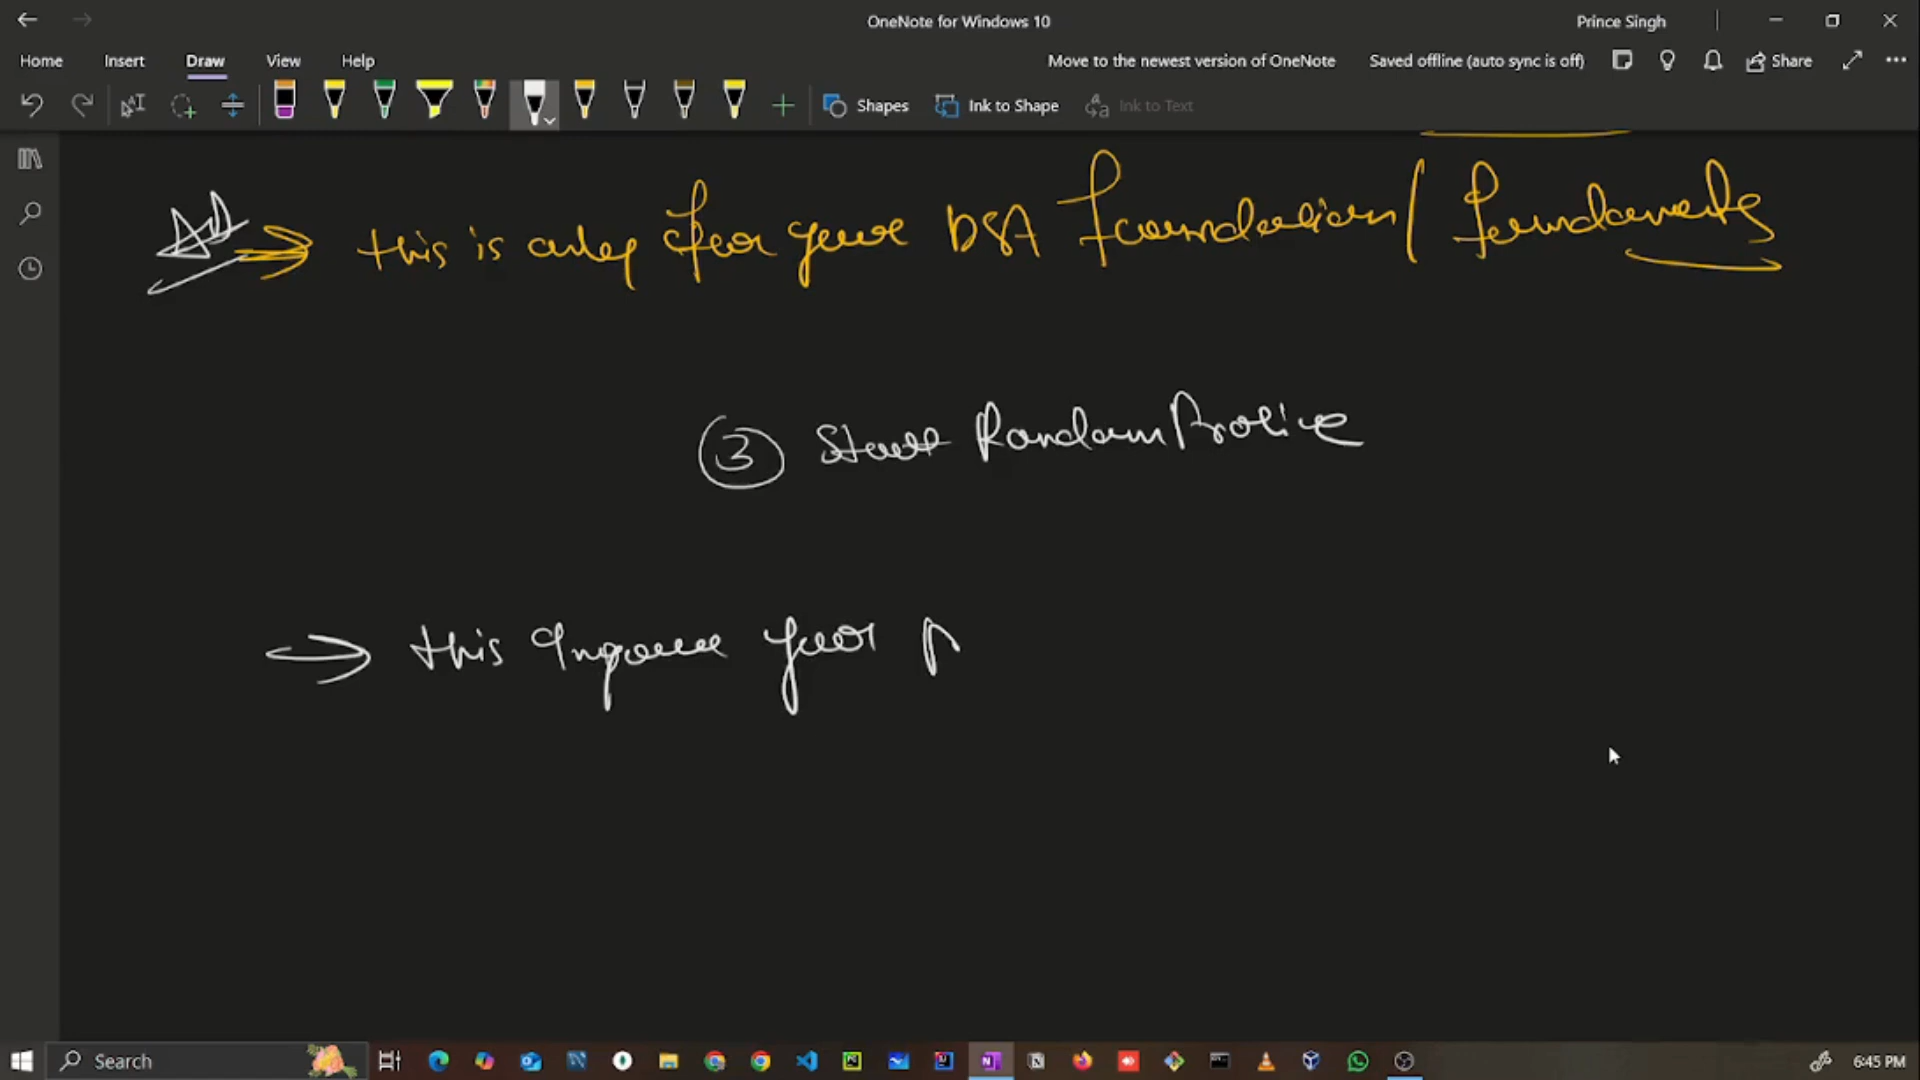 OneNote for Windows 10
Prince Singh
Home Insert Draw View Help
Move to the newest version of OneNote Saved offline (auto sync is off) Share
Shapes Ink to Shape Ink to Text
this is only for your DSA foundation / fundamentals
3 Start Random
this your
Search
6:45 PM